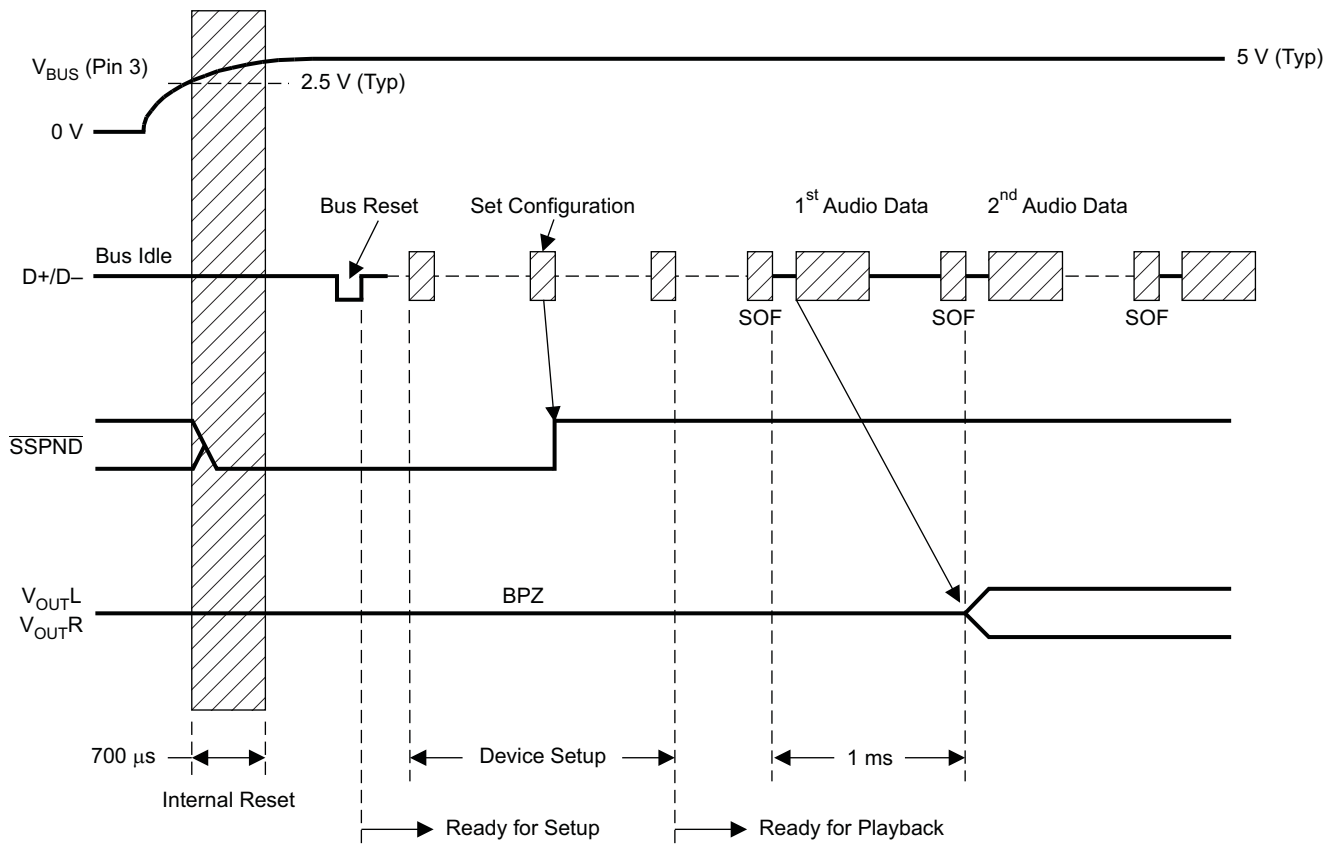 V_BUS (Pin 3)
2.5 V (Typ)
5 V (Typ)
0 V
Bus Reset
Set Configuration
1st Audio Data
2nd Audio Data
Bus Idle
D+/D–
SOF
SOF
SOF
SSPND
V_OUTL
V_OUTR
BPZ
700 μs
Device Setup
1 ms
Internal Reset
Ready for Setup
Ready for Playback